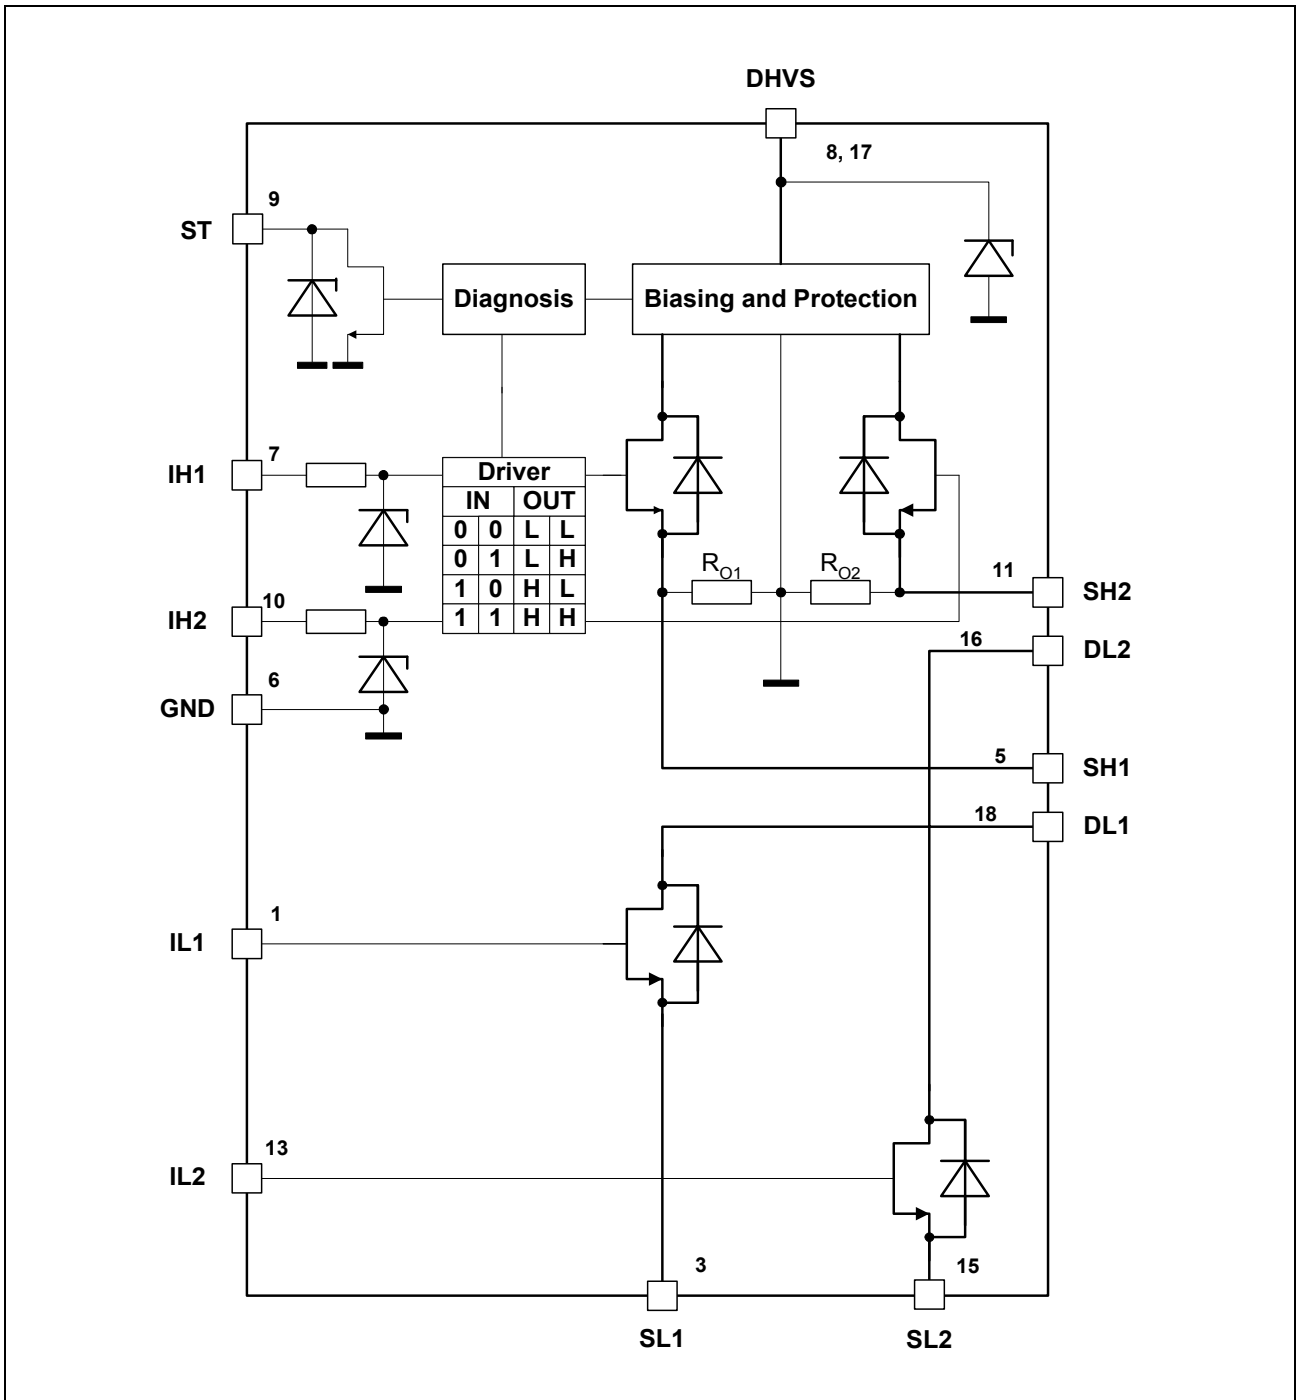 DHVS
8, 17
9
ST
Diagnosis
Biasing and Protection
7
IH1
Driver
IN OUT
0 0 L L
0 1 L H
1 0 H L
1 1 H H
RO1
RO2
11
SH2
10
IH2
16
DL2
6
GND
5
SH1
18
DL1
1
IL1
13
IL2
3
15
SL1
SL2